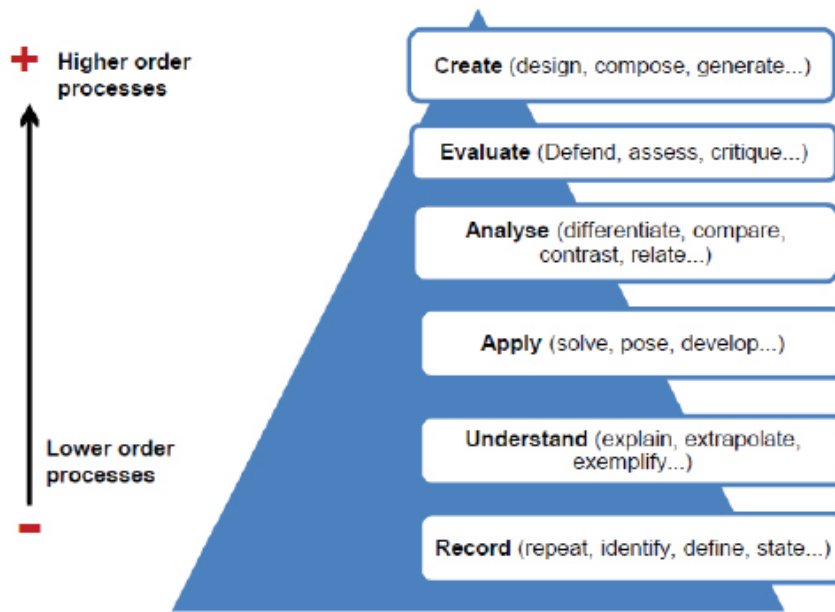 + Higher order
processes
Create (design, compose, generate...)
Evaluate (Defend, assess, critique...)
Analyse (differentiate, compare,
contrast, relate...)
Apply (solve, pose, develop...)
Lower order
processes
Understand (explain, extrapolate,
exemplify...)
-
Record (repeat, identify, define, state...)